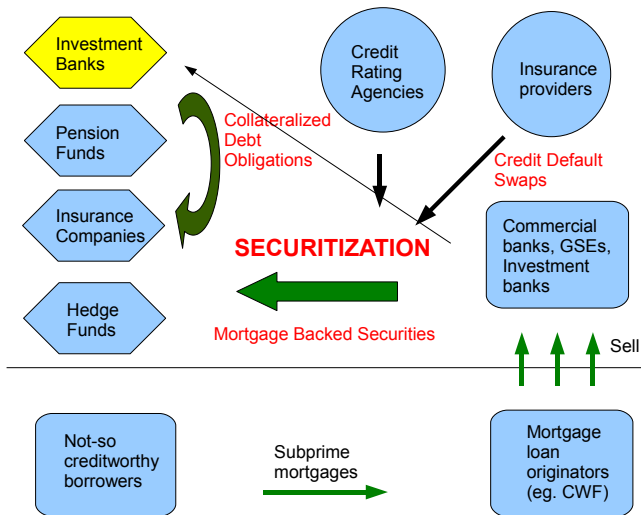 Investment
Banks
Credit
Rating
Agencies
Insurance
providers
Pension
Funds
Collateralized
Debt
Obligations
Credit Default
Swaps
Insurance
Companies
SECURITIZATION
Commercial
banks, GSEs,
Investment
banks
Hedge
Funds
Mortgage Backed Securities
Sell
Not-so
creditworthy
borrowers
Subprime
mortgages
Mortgage
loan
originators
(eg. CWF)